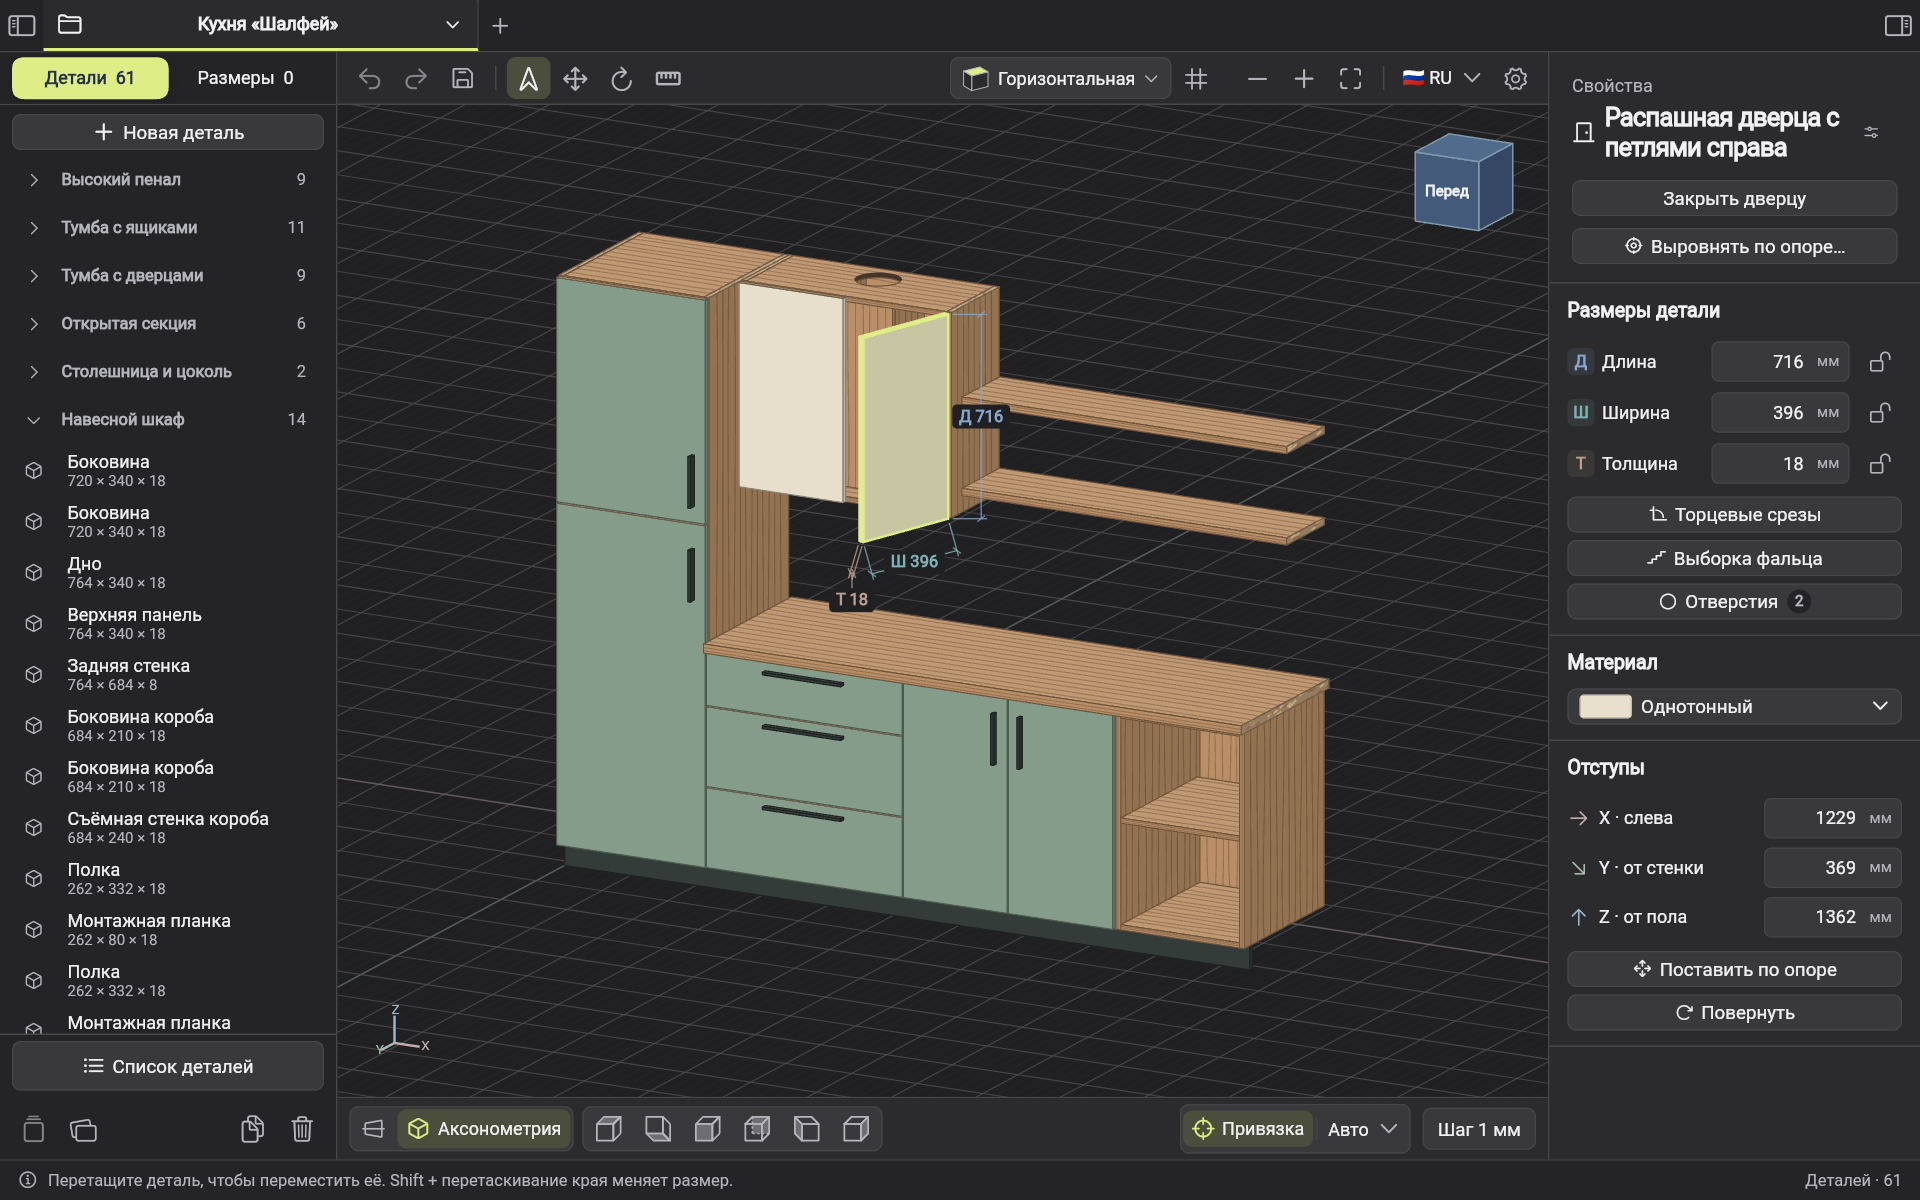 Кухня «Шалфей»
Детали 61
Размеры 0
Горизонтальная
RU
Новая деталь
Высокий пенал 9
Тумба с ящиками 11
Тумба с дверцами 9
Открытая секция 6
Столешница и цоколь 2
Навесной шкаф 14
Боковина
720 × 340 × 18
Боковина
720 × 340 × 18
Дно
764 × 340 × 18
Верхняя панель
764 × 340 × 18
Задняя стенка
764 × 684 × 8
Боковина короба
684 × 210 × 18
Боковина короба
684 × 210 × 18
Съёмная стенка короба
684 × 240 × 18
Полка
262 × 332 × 18
Монтажная планка
262 × 80 × 18
Полка
262 × 332 × 18
Монтажная планка
Список деталей
Перед
Д 716
Ш 396
Т 18
Z
Y
X
Аксонометрия
Привязка
Авто
Шаг 1 мм
Свойства
Распашная дверца с
петлями справа
Закрыть дверцу
Выровнять по опоре…
Размеры детали
Д Длина 716 мм
Ш Ширина 396 мм
Т Толщина 18 мм
Торцевые срезы
Выборка фальца
Отверстия 2
Материал
Однотонный
Отступы
X · слева 1229 мм
Y · от стенки 369 мм
Z · от пола 1362 мм
Поставить по опоре
Повернуть
Перетащите деталь, чтобы переместить её. Shift + перетаскивание края меняет размер.
Деталей · 61